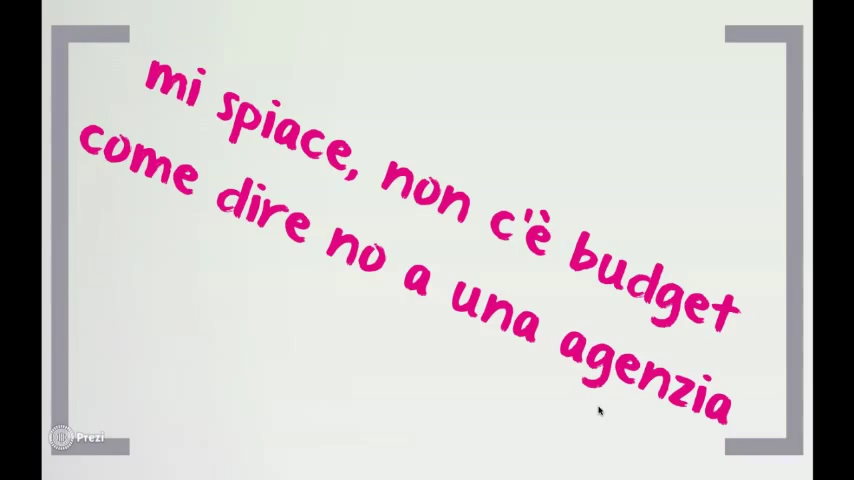 mi spiace, non c'è budget
come dire no a una agenzia
Prezi